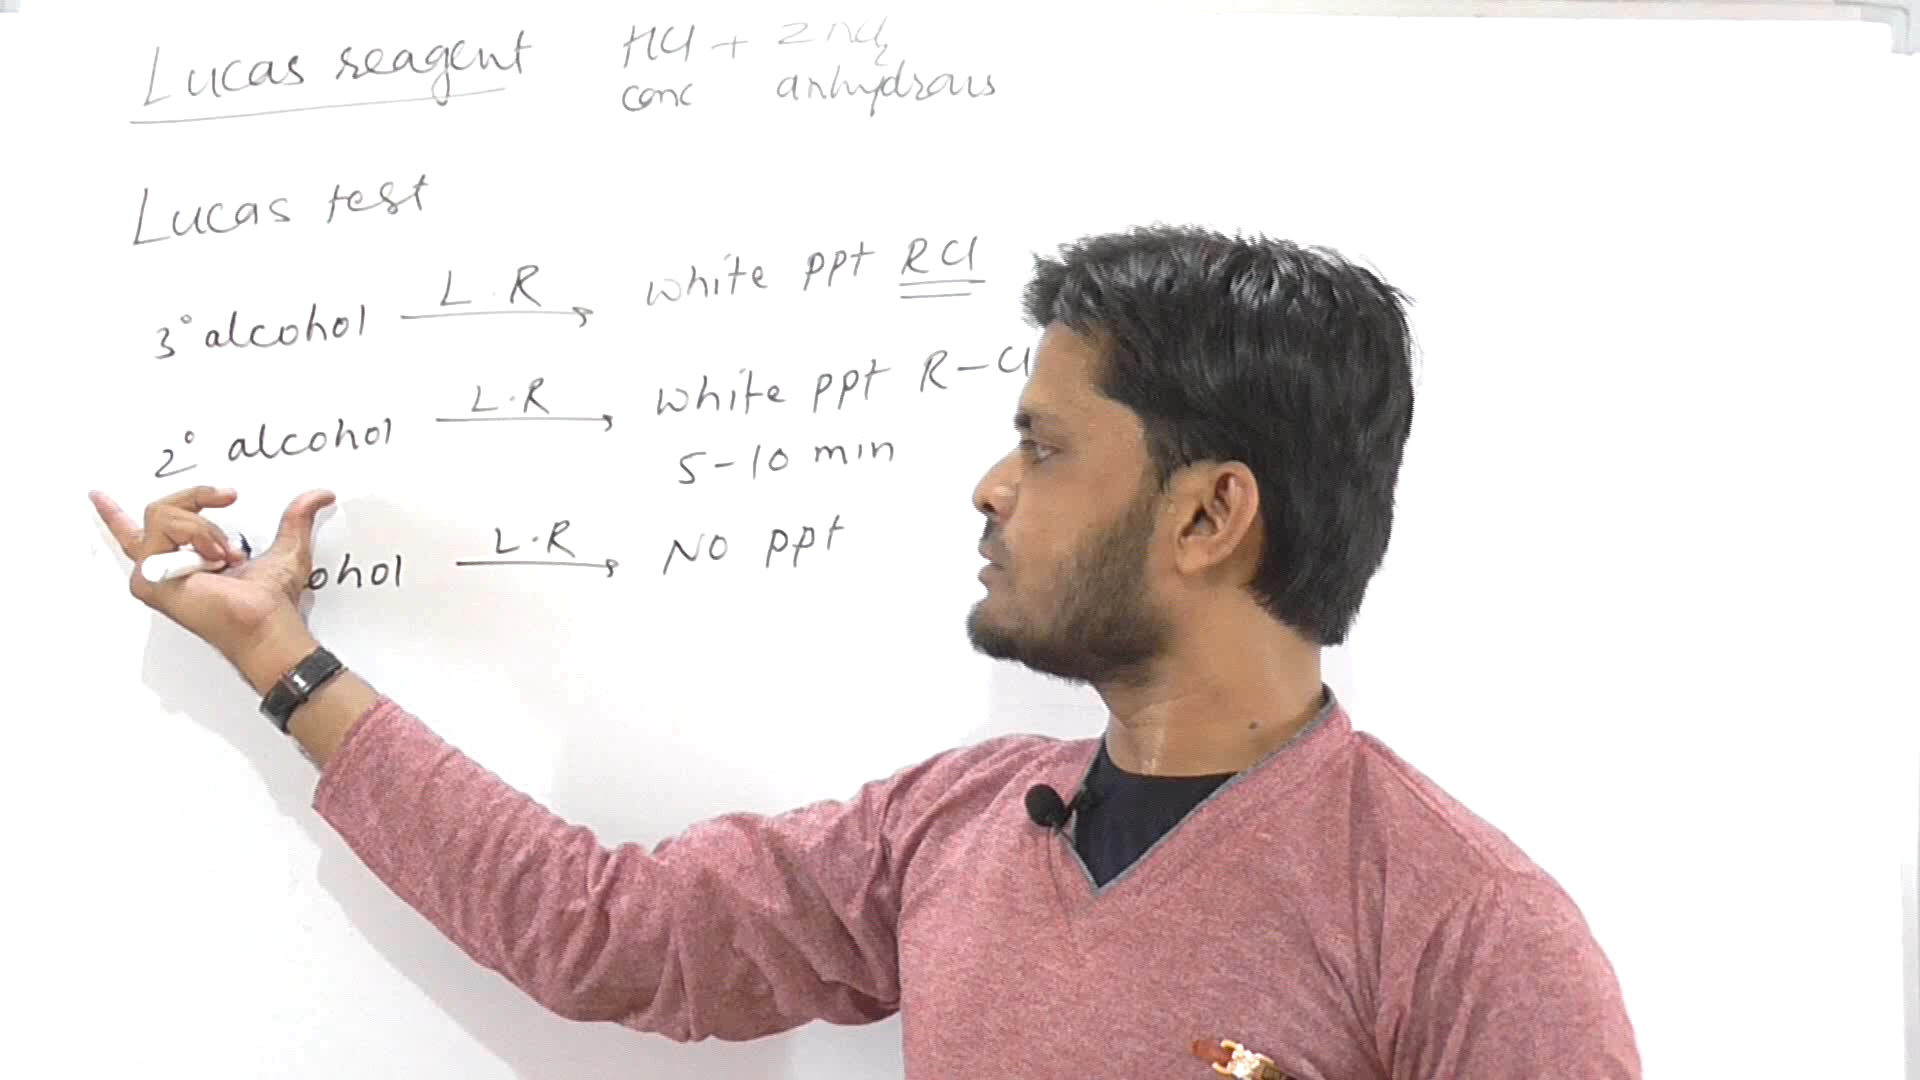 Lucas reagent HCl + ZnCl2
conc anhydrous
Lucas test
3° alcohol L.R → white ppt RCl
2° alcohol L.R → white ppt R-Cl
5-10 min
ohol L.R → No ppt